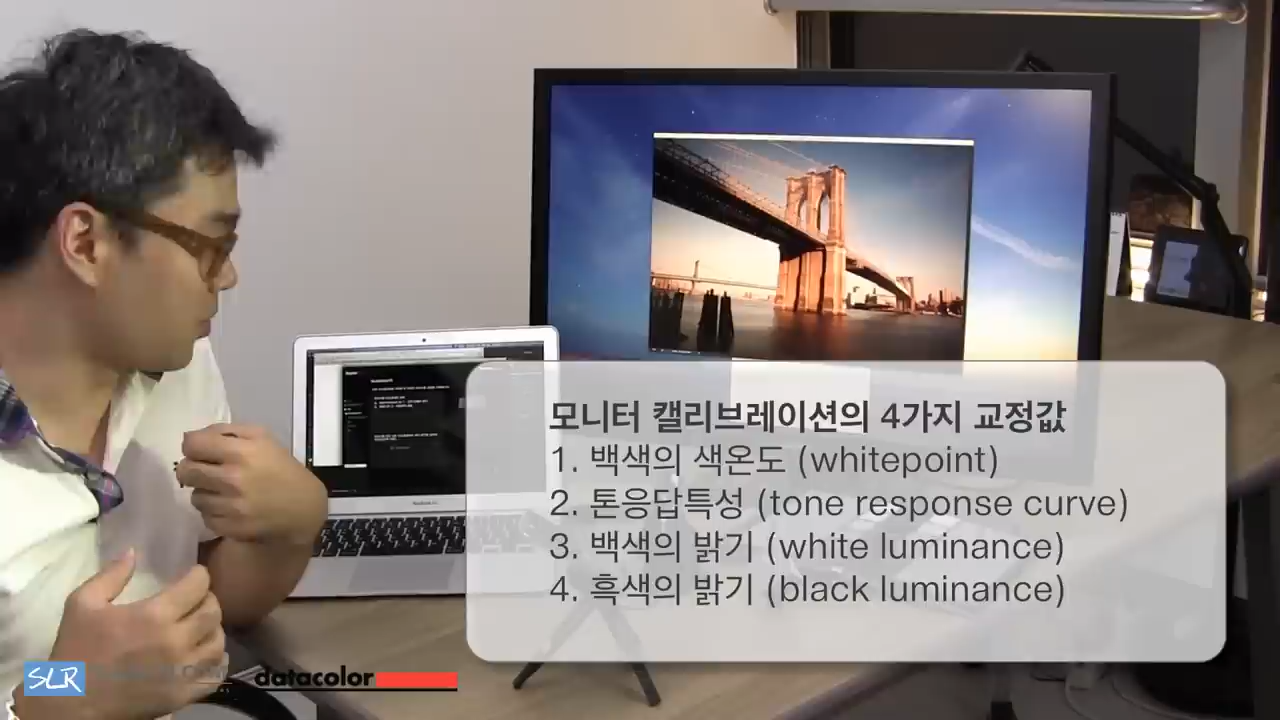 모니터 캘리브레이션의 4가지 교정값
1. 백색의 색온도 (whitepoint)
2. 톤응답특성 (tone response curve)
3. 백색의 밝기 (white luminance)
4. 흑색의 밝기 (black luminance)
SLR
datacolor